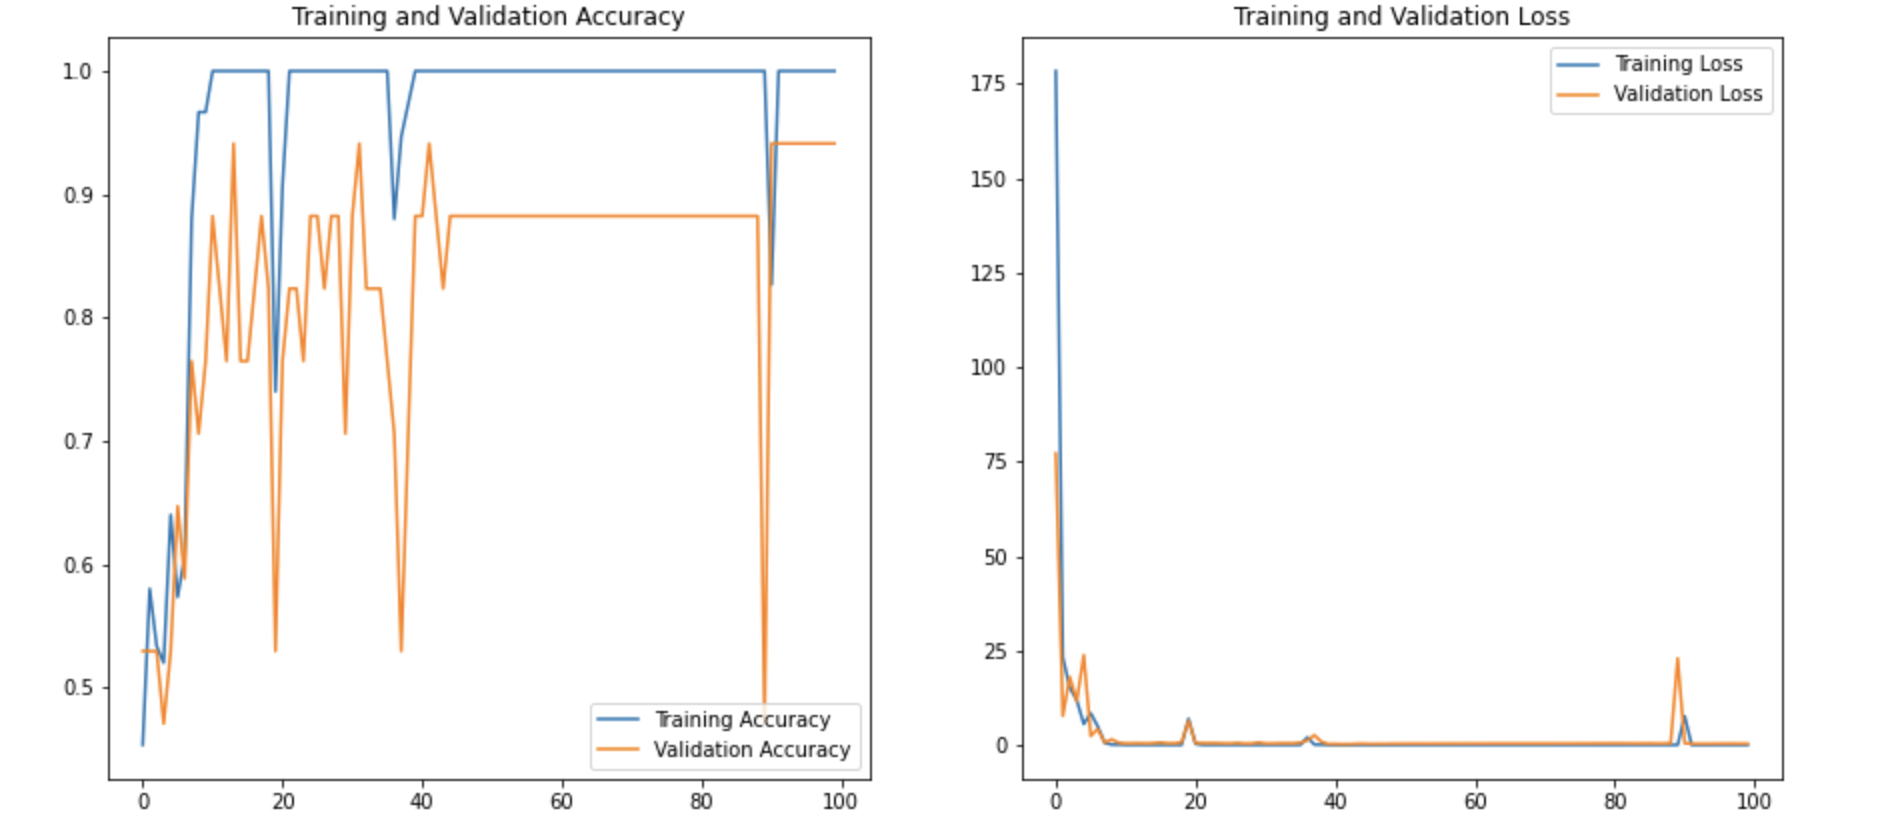 Training and Validation Accuracy
1.0
0.9
0.8
0.7
0.6
0.5
Training Accuracy
Validation Accuracy
0 20 40 60 80 100
Training and Validation Loss
Training Loss
Validation Loss
175
150
125
100
75
50
25
0
0 20 40 60 80 100